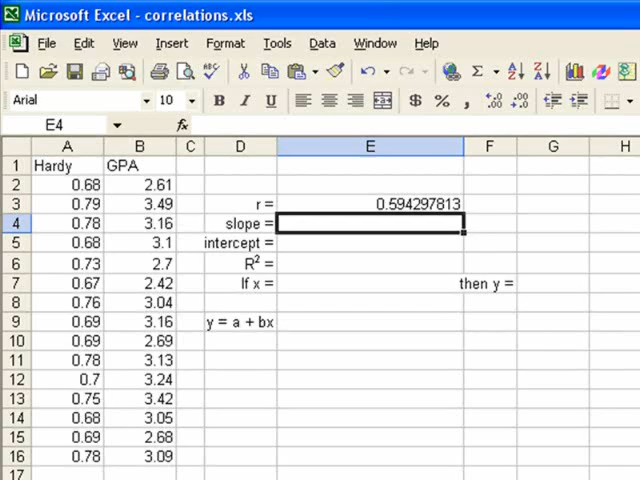 Microsoft Excel - correlations.xls
File Edit View Insert Format Tools Data Window Help
Arial 10 B I U $ % , .00 .00
E4 fx
A B C D E F G H
1 Hardy GPA
2 0.68 2.61
3 0.79 3.49 r = 0.594297813
4 0.78 3.16 slope =
5 0.68 3.1 intercept =
6 0.73 2.7 R² =
7 0.67 2.42 If x = then y =
8 0.76 3.04
9 0.69 3.16 y = a + bx
10 0.69 2.69
11 0.78 3.13
12 0.7 3.24
13 0.75 3.42
14 0.68 3.05
15 0.69 2.68
16 0.78 3.09
17